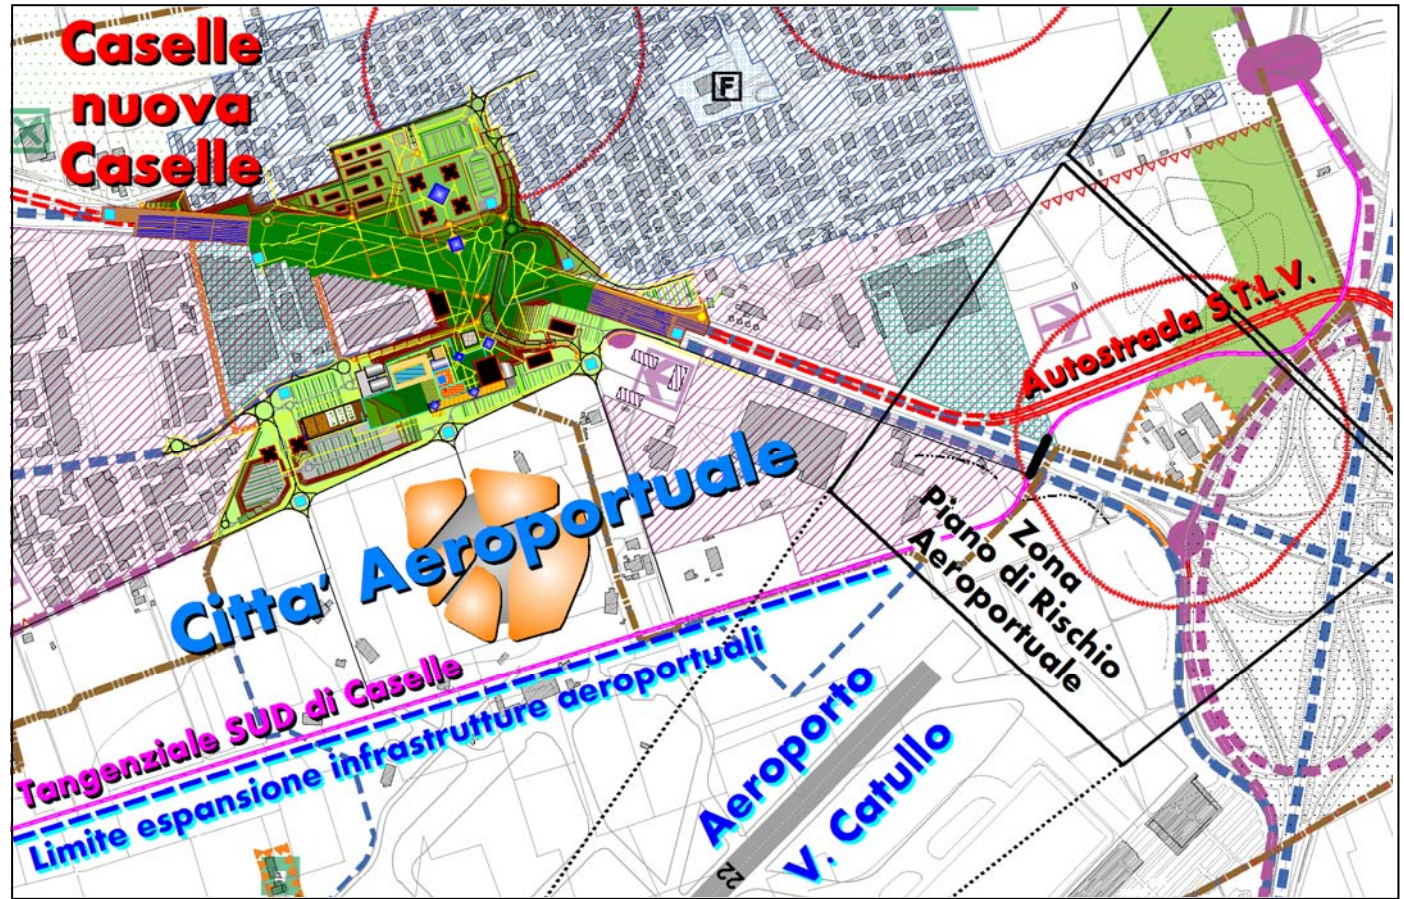 Caselle
nuova
Caselle
F
Autostrada S.T.L.V.
Citta' Aeroportuale
Zona
Piano di Rischio
Aeroportuale
Tangenziale SUD di Caselle
Limite espansione infrastrutture aeroportuali
Aeroporto
V. Catullo
22